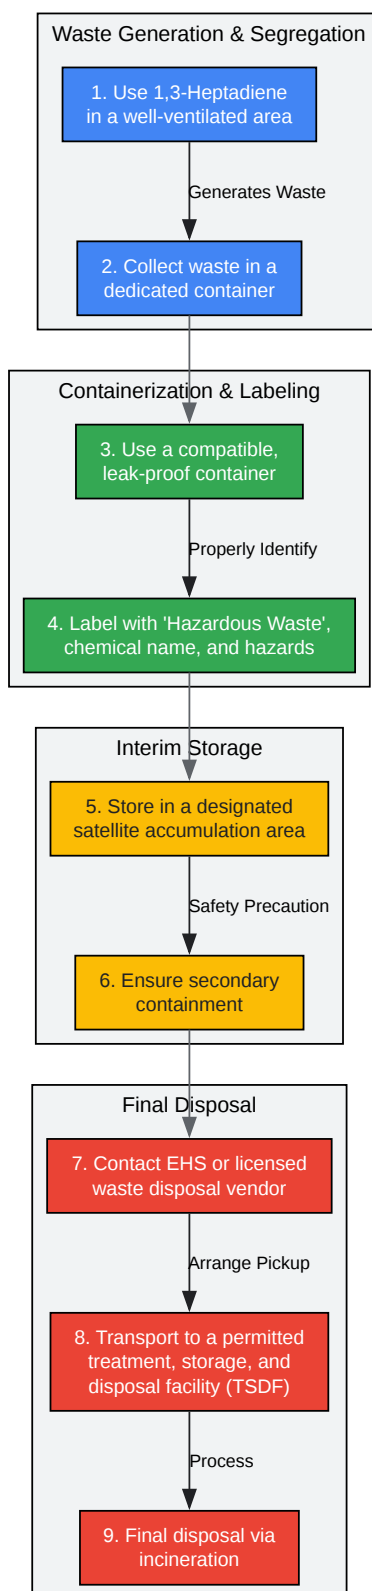 Waste Generation & Segregation
1. Use 1,3-Heptadiene
in a well-ventilated area
Generates Waste
2. Collect waste in a
dedicated container
Containerization & Labeling
3. Use a compatible,
leak-proof container
Properly Identify
4. Label with 'Hazardous Waste',
chemical name, and hazards
Interim Storage
5. Store in a designated
satellite accumulation area
Safety Precaution
6. Ensure secondary
containment
Final Disposal
7. Contact EHS or licensed
waste disposal vendor
Arrange Pickup
8. Transport to a permitted
treatment, storage, and
disposal facility (TSDF)
Process
9. Final disposal via
incineration